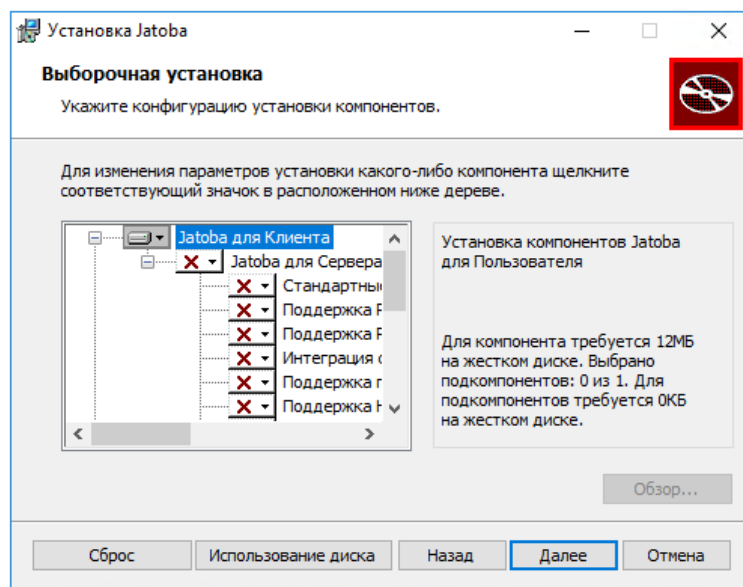 Установка Jatoba
Выборочная установка
Укажите конфигурацию установки компонентов.
Для изменения параметров установки какого-либо компонента щелкните
соответствующий значок в расположенном ниже дереве.
Jatoba для Клиента
Jatoba для Сервера
Стандартны
Поддержка
Поддержка
Интеграция
Поддержка
Поддержка
Установка компонентов Jatoba
для Пользователя
Для компонента требуется 12МБ
на жестком диске. Выбрано
подкомпонентов: 0 из 1. Для
подкомпонентов требуется 0КБ
на жестком диске.
Обзор...
Сброс
Использование диска
Назад
Далее
Отмена